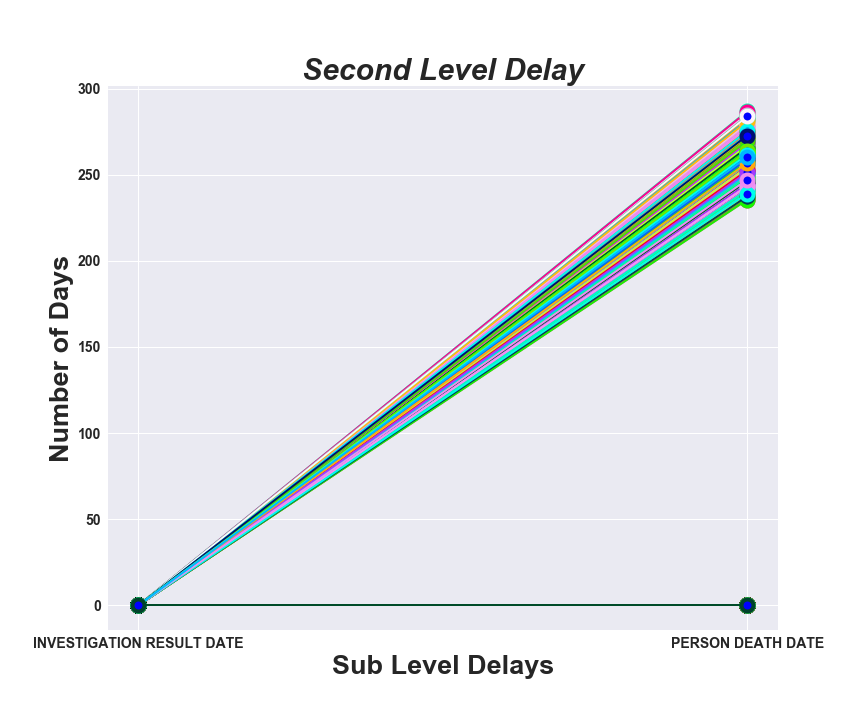 Second Level Delay
300
250
200
150
100
50
0
Number of Days
INVESTIGATION RESULT DATE
PERSON DEATH DATE
Sub Level Delays